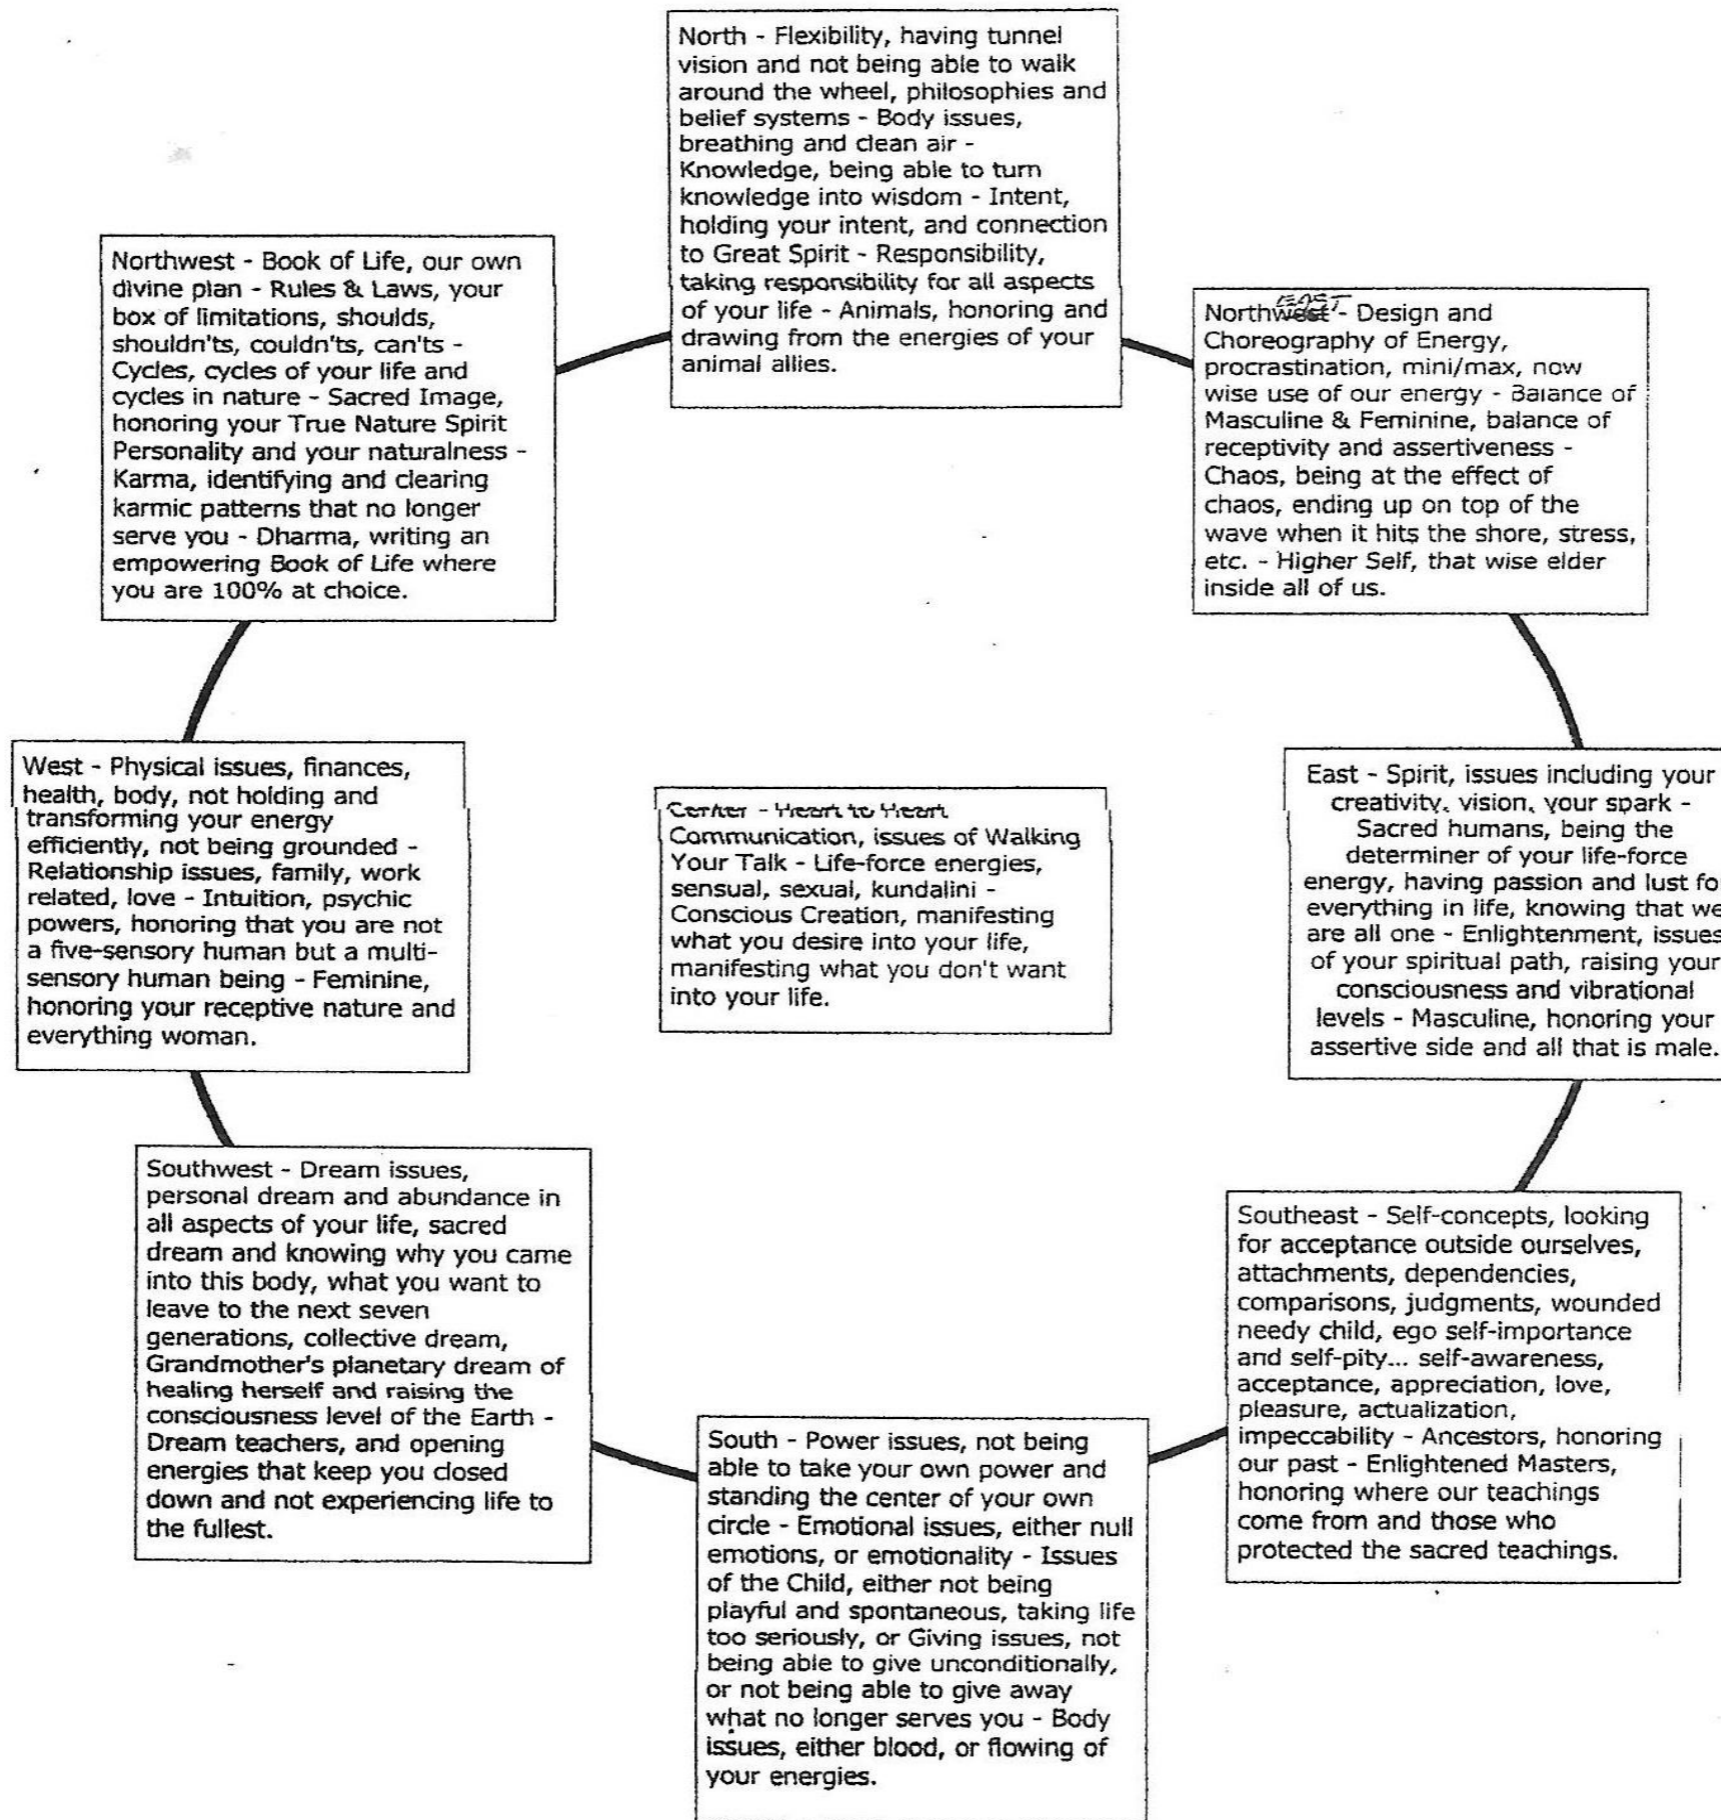 North - Flexibility, having tunnel
vision and not being able to walk
around the wheel, philosophies and
belief systems - Body issues,
breathing and clean air -
Knowledge, being able to turn
knowledge into wisdom - Intent,
holding your intent, and connection
to Great Spirit - Responsibility,
taking responsibility for all aspects
of your life - Animals, honoring and
drawing from the energies of your
animal allies.
Northwest - Book of Life, our own
divine plan - Rules & Laws, your
box of limitations, shoulds,
shouldn'ts, couldn'ts, can'ts -
Cycles, cycles of your life and
cycles in nature - Sacred Image,
honoring your True Nature Spirit
Personality and your naturalness -
Karma, identifying and clearing
karmic patterns that no longer
serve you - Dharma, writing an
empowering Book of Life where
you are 100% at choice.
EAST
Northwest - Design and
Choreography of Energy,
procrastination, mini/max, now
wise use of our energy - Balance of
Masculine & Feminine, balance of
receptivity and assertiveness -
Chaos, being at the effect of
chaos, ending up on top of the
wave when it hits the shore, stress,
etc. - Higher Self, that wise elder
inside all of us.
West - Physical issues, finances,
health, body, not holding and
transforming your energy
efficiently, not being grounded -
Relationship issues, family, work
related, love - Intuition, psychic
powers, honoring that you are not
a five-sensory human but a multi-
sensory human being - Feminine,
honoring your receptive nature and
everything woman.
Center - Heart to Heart
Communication, issues of Walking
Your Talk - Life-force energies,
sensual, sexual, kundalini -
Conscious Creation, manifesting
what you desire into your life,
manifesting what you don't want
into your life.
East - Spirit, issues including your
creativity, vision, your spark -
Sacred humans, being the
determiner of your life-force
energy, having passion and lust fo
everything in life, knowing that we
are all one - Enlightenment, issues
of your spiritual path, raising your
consciousness and vibrational
levels - Masculine, honoring your
assertive side and all that is male.
Southwest - Dream issues,
personal dream and abundance in
all aspects of your life, sacred
dream and knowing why you came
into this body, what you want to
leave to the next seven
generations, collective dream,
Grandmother's planetary dream of
healing herself and raising the
consciousness level of the Earth -
Dream teachers, and opening
energies that keep you closed
down and not experiencing life to
the fullest.
Southeast - Self-concepts, looking
for acceptance outside ourselves,
attachments, dependencies,
comparisons, judgments, wounded
needy child, ego self-importance
and self-pity... self-awareness,
acceptance, appreciation, love,
pleasure, actualization,
impeccability - Ancestors, honoring
our past - Enlightened Masters,
honoring where our teachings
come from and those who
protected the sacred teachings.
South - Power issues, not being
able to take your own power and
standing the center of your own
circle - Emotional issues, either null
emotions, or emotionality - Issues
of the Child, either not being
playful and spontaneous, taking life
too seriously, or Giving issues, not
being able to give unconditionally,
or not being able to give away
what no longer serves you - Body
issues, either blood, or flowing of
your energies.